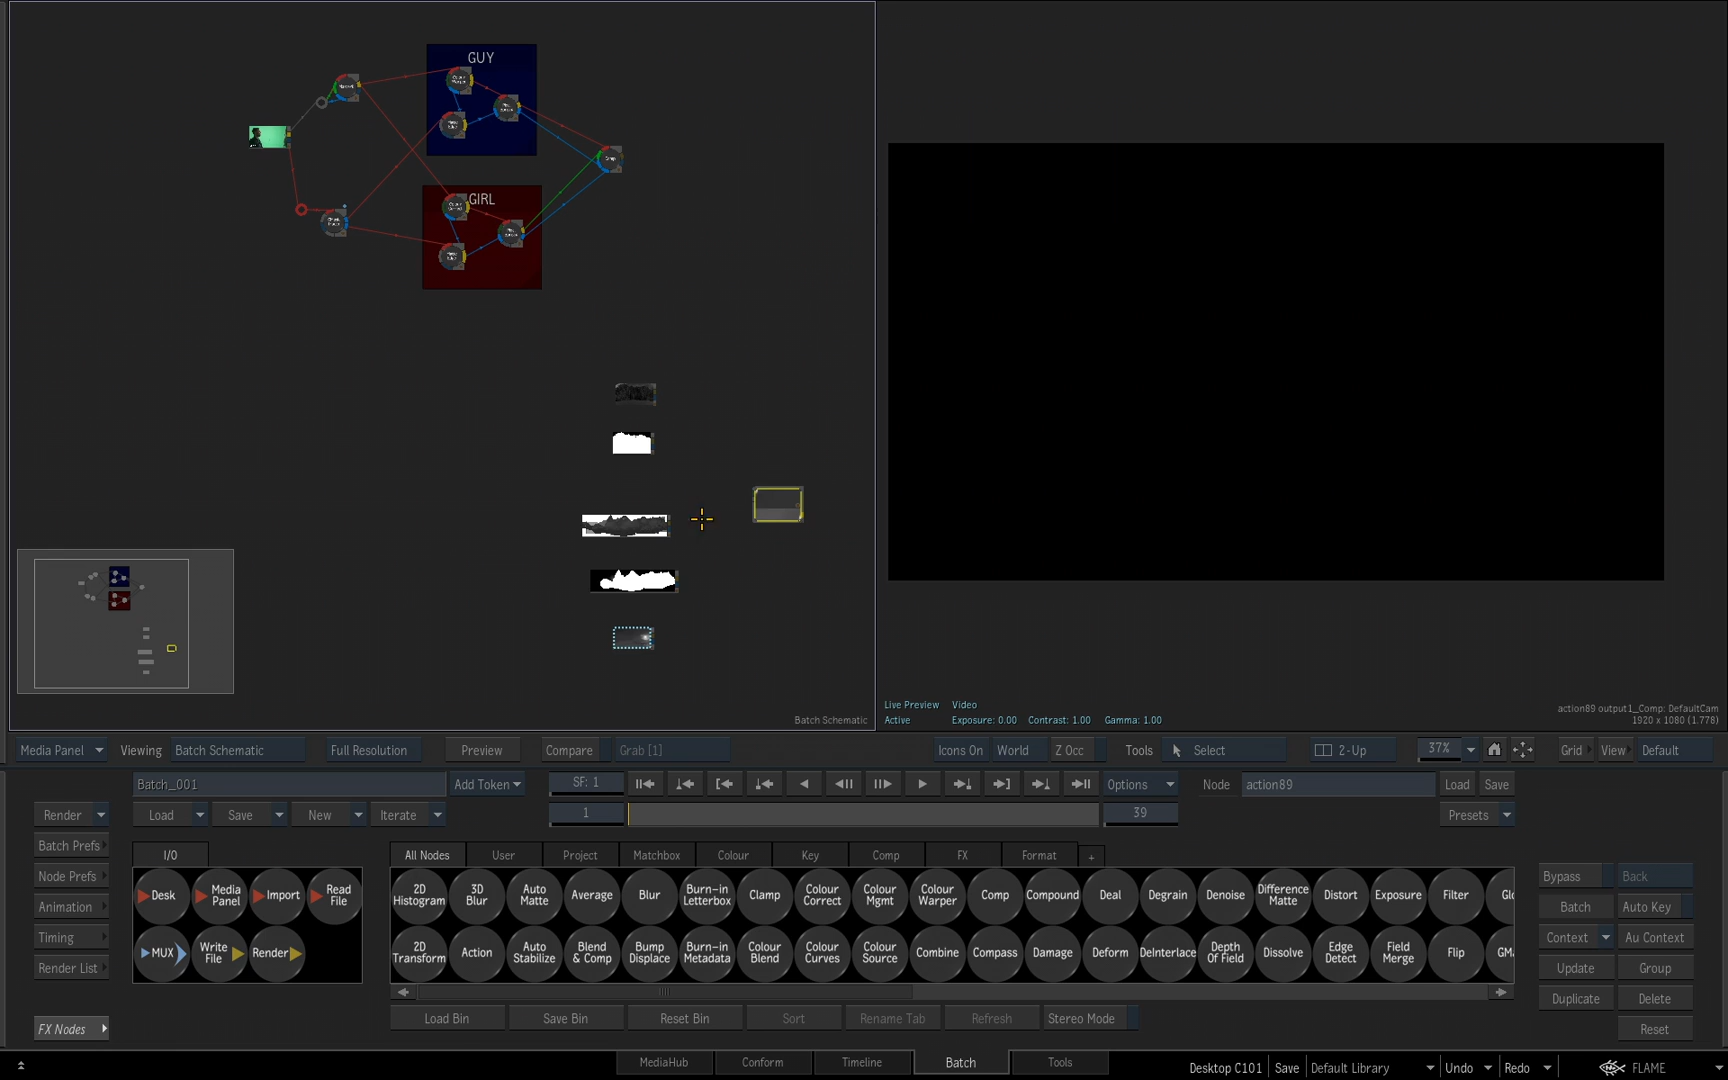 GUY
GIRL
Comp
Batch Schematic
Live Preview Video
Active Exposure: 0.00 Contrast: 1.00 Gamma: 1.00
action89 output1_Comp: DefaultCam
1920 x 1080 (1.778)
Media Panel Viewing Batch Schematic Full Resolution Preview Compare Grab [1] Icons On World Z Occ Tools Select 2-Up 37% Grid View Default
Batch_001 Add Token SF: 1 Options Node action89 Load Save
Render Load Save New Iterate 1 39 Presets
Batch Prefs
Node Prefs
Animation
Timing
Render List
FX Nodes
I/O
Desk Media Panel Import Read File
MUX Write File Render
All Nodes User Project Matchbox Colour Key Comp FX Format +
2D Histogram 3D Blur Auto Matte Average Blur Burn-in Letterbox Clamp Colour Correct Colour Mgmt Colour Warper Comp Compound Deal Degrain Denoise Difference Matte Distort Exposure Filter Glo
2D Transform Action Auto Stabilize Blend & Comp Bump Displace Burn-in Metadata Colour Blend Colour Curves Colour Source Combine Compass Damage Deform DeInterlace Depth Of Field Dissolve Edge Detect Field Merge Flip GMa
Load Bin Save Bin Reset Bin Sort Rename Tab Refresh Stereo Mode
Bypass Back
Batch Auto Key
Context Au Context
Update Group
Duplicate Delete
Reset
MediaHub Conform Timeline Batch Tools
Desktop C101 Save Default Library Undo Redo FLAME